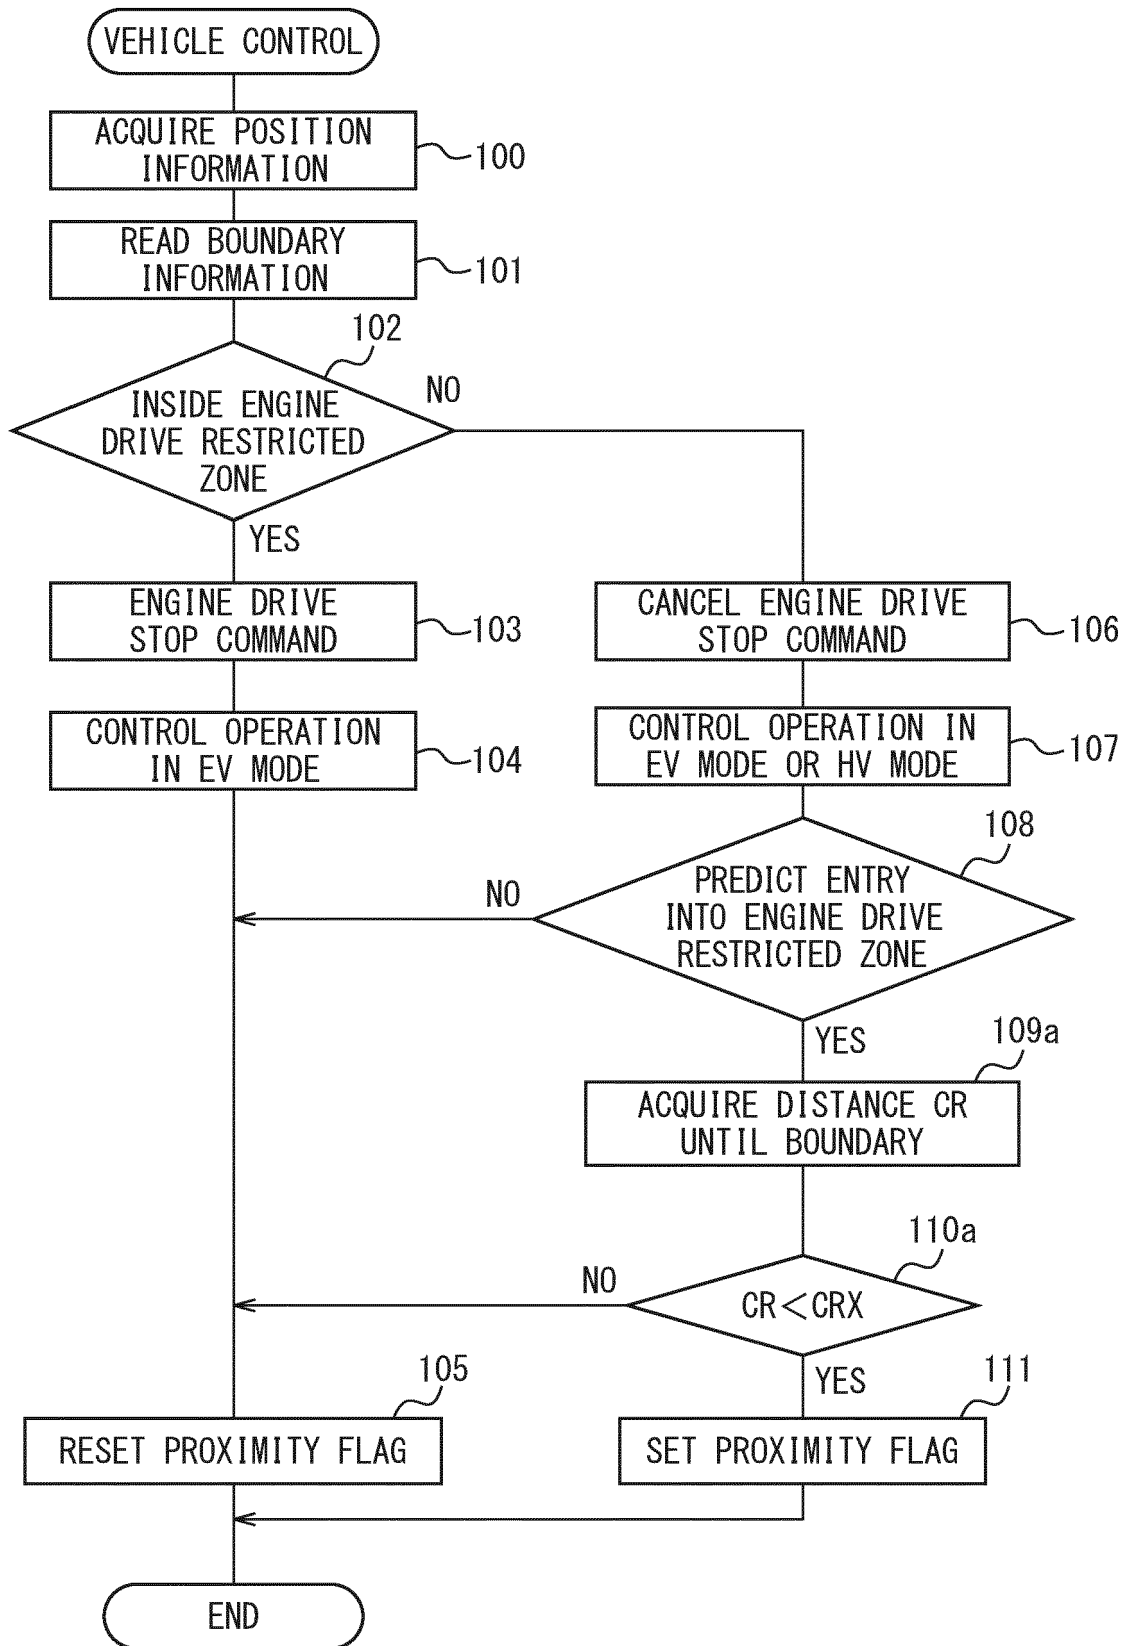 VEHICLE CONTROL
ACQUIRE POSITION
INFORMATION
100
READ BOUNDARY
INFORMATION
101
102
INSIDE ENGINE
DRIVE RESTRICTED
ZONE
NO
YES
ENGINE DRIVE
STOP COMMAND
103
CANCEL ENGINE DRIVE
STOP COMMAND
106
CONTROL OPERATION
IN EV MODE
104
CONTROL OPERATION IN
EV MODE OR HV MODE
107
108
PREDICT ENTRY
INTO ENGINE DRIVE
RESTRICTED ZONE
NO
YES
109a
ACQUIRE DISTANCE CR
UNTIL BOUNDARY
110a
CR<CRX
NO
YES
105
RESET PROXIMITY FLAG
111
SET PROXIMITY FLAG
END